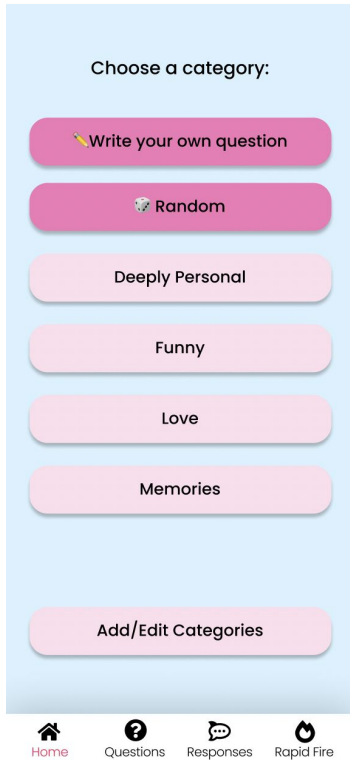 Choose a category:
✏️Write your own question
🎲 Random
Deeply Personal
Funny
Love
Memories
Add/Edit Categories
Home
Questions
Responses
Rapid Fire